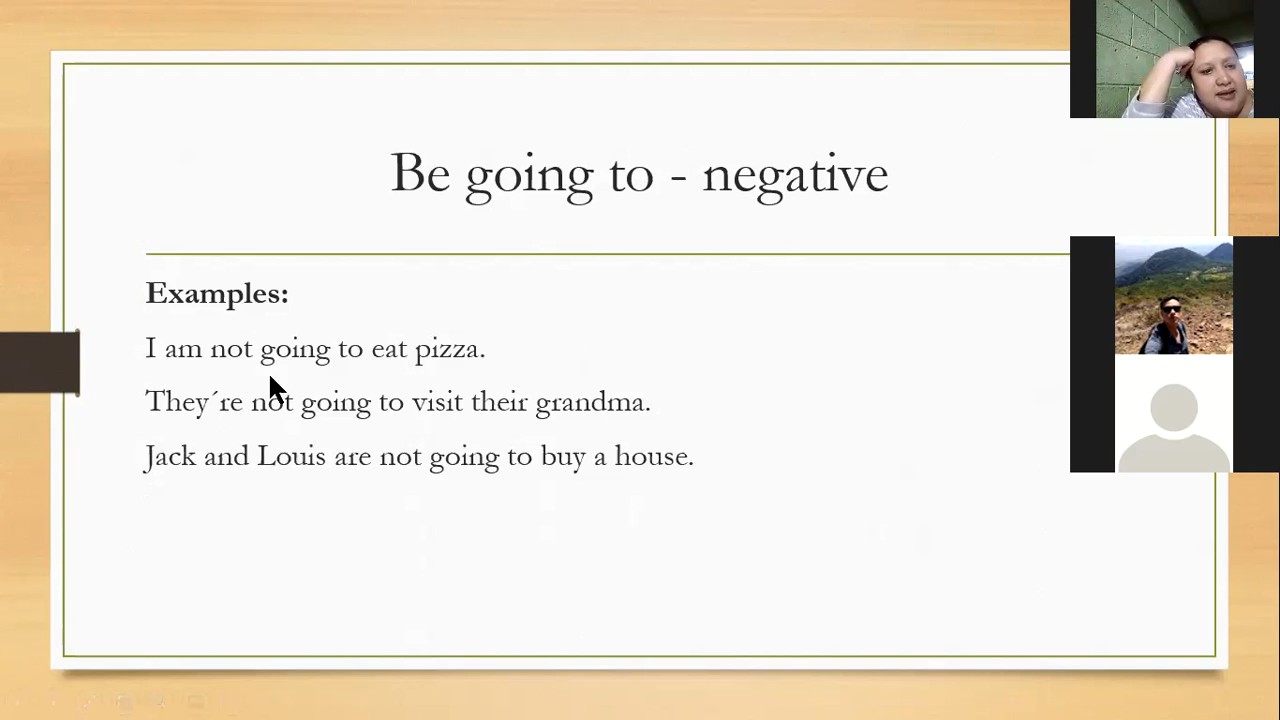 Be going to - negative
Examples:
I am not going to eat pizza.
They´re not going to visit their grandma.
Jack and Louis are not going to buy a house.